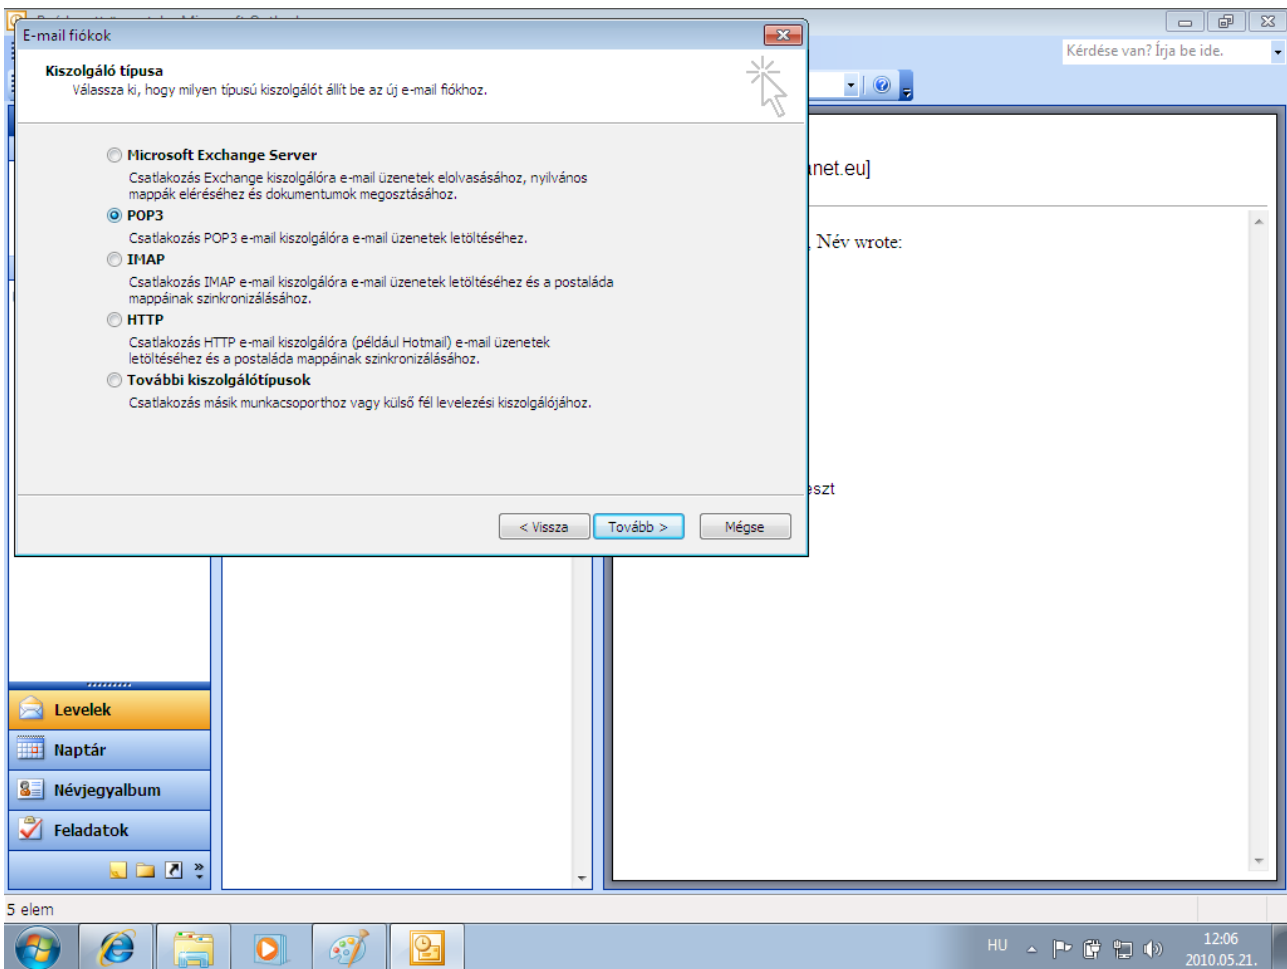 E-mail fiókok
Kérdése van? Írja be ide.
Kiszolgáló típusa
Válassza ki, hogy milyen típusú kiszolgálót állít be az új e-mail fiókhoz.
Microsoft Exchange Server
Csatlakozás Exchange kiszolgálóra e-mail üzenetek elolvasásához, nyilvános
mappák eléréséhez és dokumentumok megosztásához.
POP3
Csatlakozás POP3 e-mail kiszolgálóra e-mail üzenetek letöltéséhez.
IMAP
Csatlakozás IMAP e-mail kiszolgálóra e-mail üzenetek letöltéséhez és a postaláda
mappáinak szinkronizálásához.
HTTP
Csatlakozás HTTP e-mail kiszolgálóra (például Hotmail) e-mail üzenetek
letöltéséhez és a postaláda mappáinak szinkronizálásához.
További kiszolgálótípusok
Csatlakozás másik munkacsoporthoz vagy külső fél levelezési kiszolgálójához.
< Vissza
Tovább >
Mégse
net.eu]
, Név wrote:
eszt
Levelek
Naptár
Névjegyalbum
Feladatok
5 elem
HU
12:06
2010.05.21.